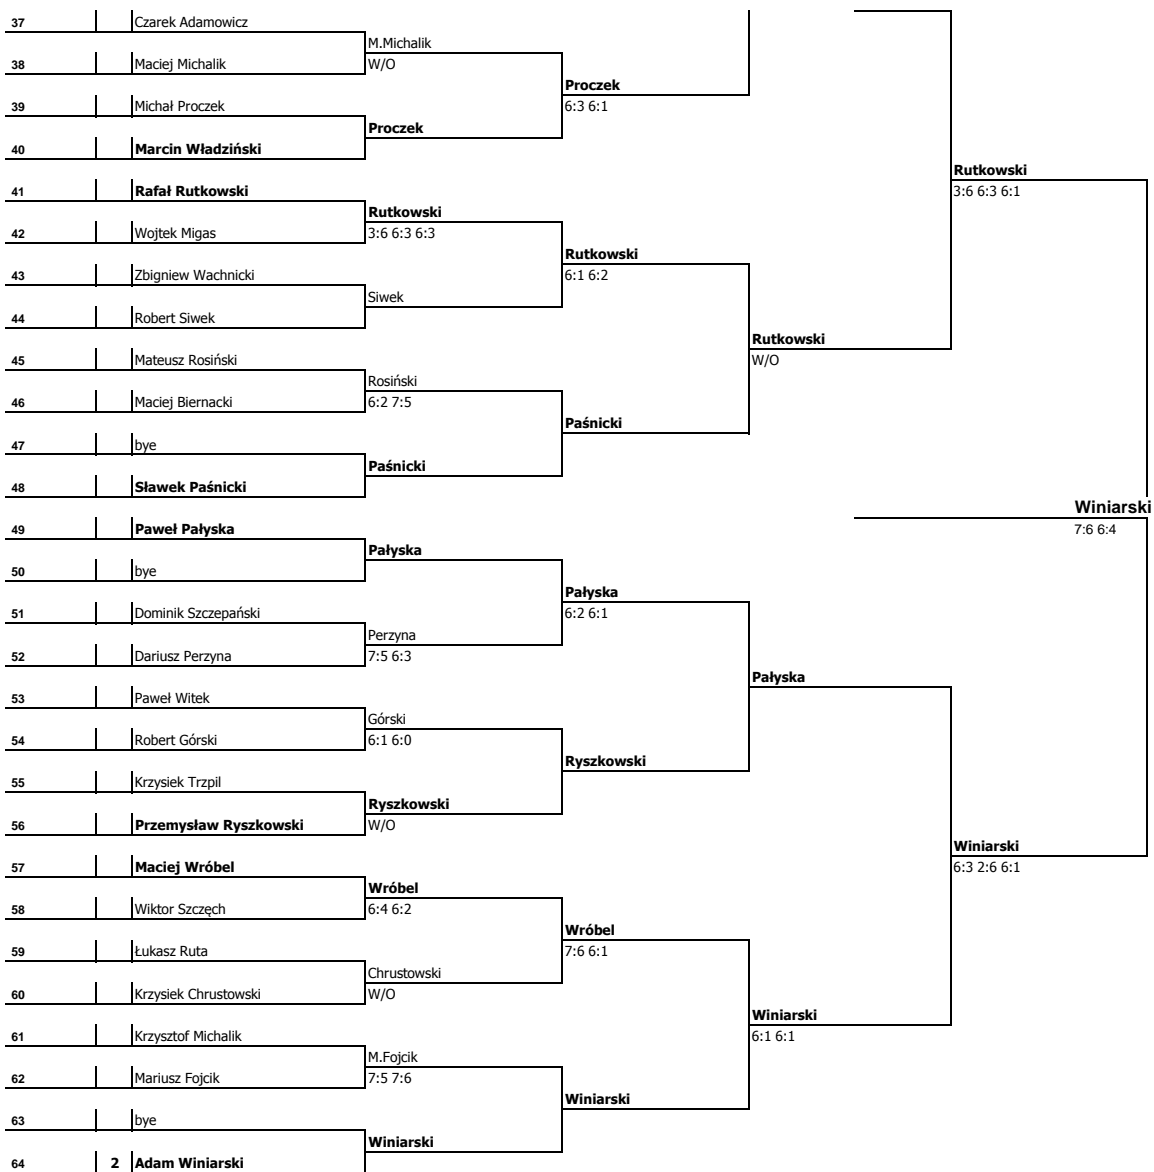 37 Czarek Adamowicz
M.Michalik
38 Maciej Michalik W/O
Proczek
39 Michał Proczek 6:3 6:1
Proczek
40 Marcin Władziński
Rutkowski
41 Rafał Rutkowski 3:6 6:3 6:1
Rutkowski
42 Wojtek Migas 3:6 6:3 6:3
Rutkowski
43 Zbigniew Wachnicki 6:1 6:2
Siwek
44 Robert Siwek
Rutkowski
45 Mateusz Rosiński W/O
Rosiński
46 Maciej Biernacki 6:2 7:5
Paśnicki
47 bye
Paśnicki
48 Sławek Paśnicki
Winiarski
49 Paweł Pałyska 7:6 6:4
Pałyska
50 bye
Pałyska
51 Dominik Szczepański 6:2 6:1
Perzyna
52 Dariusz Perzyna 7:5 6:3
Pałyska
53 Paweł Witek
Górski
54 Robert Górski 6:1 6:0
Ryszkowski
55 Krzysiek Trzpil
Ryszkowski
56 Przemysław Ryszkowski W/O
Winiarski
57 Maciej Wróbel 6:3 2:6 6:1
Wróbel
58 Wiktor Szczęch 6:4 6:2
Wróbel
59 Łukasz Ruta 7:6 6:1
Chrustowski
60 Krzysiek Chrustowski W/O
Winiarski
61 Krzysztof Michalik 6:1 6:1
M.Fojcik
62 Mariusz Fojcik 7:5 7:6
Winiarski
63 bye
Winiarski
64 2 Adam Winiarski